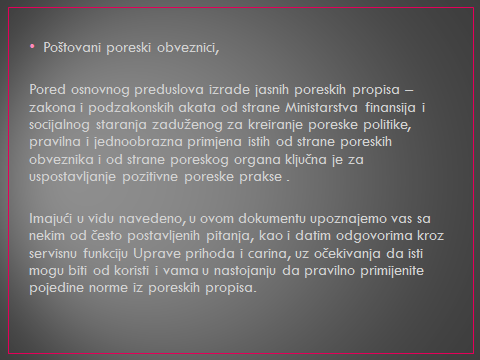 • Poštovani poreski obveznici,
Pored osnovnog preduslova izrade jasnih poreskih propisa –
zakona i podzakonskih akata od strane Ministarstva finansija i
socijalnog staranja zaduženog za kreiranje poreske politike,
pravilna i jednoobrazna primjena istih od strane poreskih
obveznika i od strane poreskog organa ključna je za
uspostavljanje pozitivne poreske prakse .
Imajući u vidu navedeno, u ovom dokumentu upoznajemo vas sa
nekim od često postavljenih pitanja, kao i datim odgovorima kroz
servisnu funkciju Uprave prihoda i carina, uz očekivanja da isti
mogu biti od koristi i vama u nastojanju da pravilno primijenite
pojedine norme iz poreskih propisa.